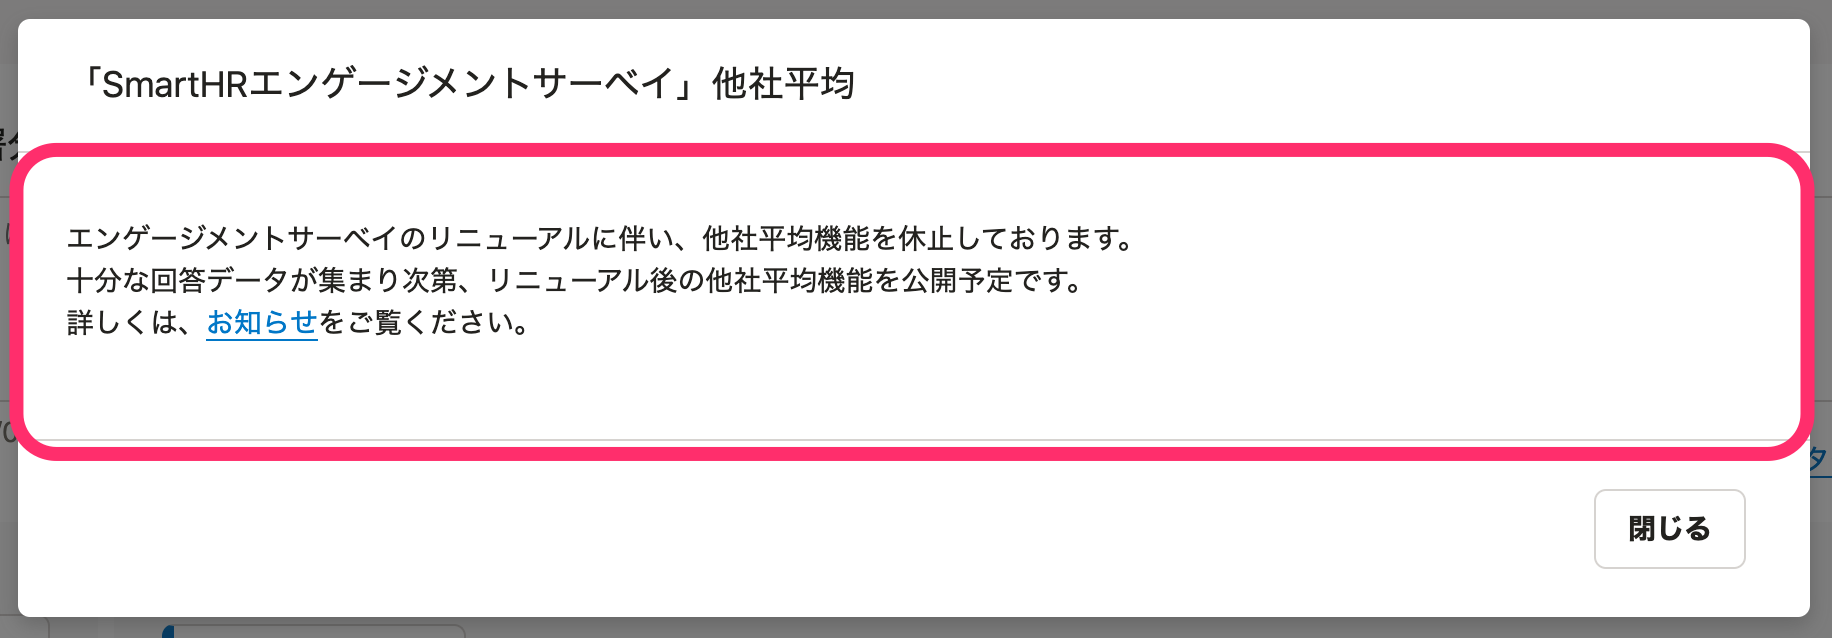 「SmartHRエンゲージメントサーベイ」他社平均
エンゲージメントサーベイのリニューアルに伴い、他社平均機能を休止しております。
十分な回答データが集まり次第、リニューアル後の他社平均機能を公開予定です。
詳しくは、お知らせをご覧ください。
タ
閉じる